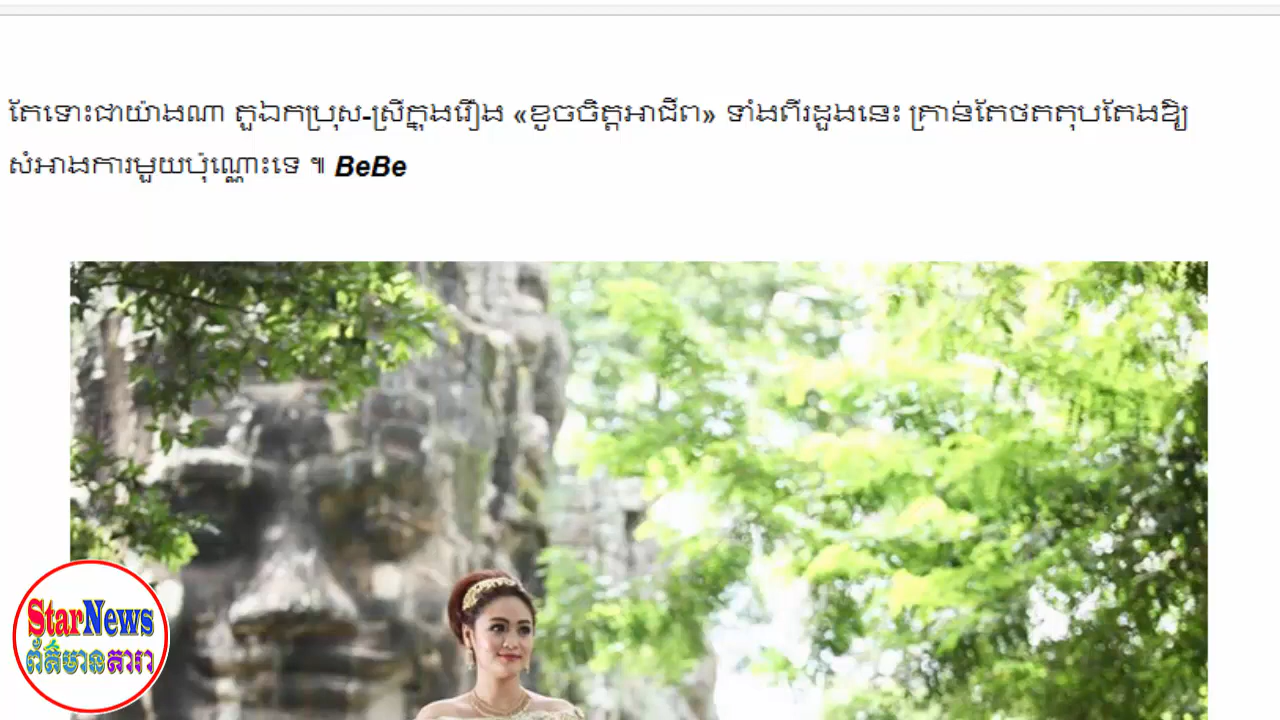 តែទោះជាយ៉ាងណា តួឯកប្រុស-ស្រីក្នុងរឿង «ខូចចិត្តអាជីព» ទាំងពីរដួងនេះ គ្រាន់តែថតតុបតែងឱ្យ
សំអាងការមួយប៉ុណ្ណោះទេ ៕ BeBe
StarNews
ព័ត៌មានតារា